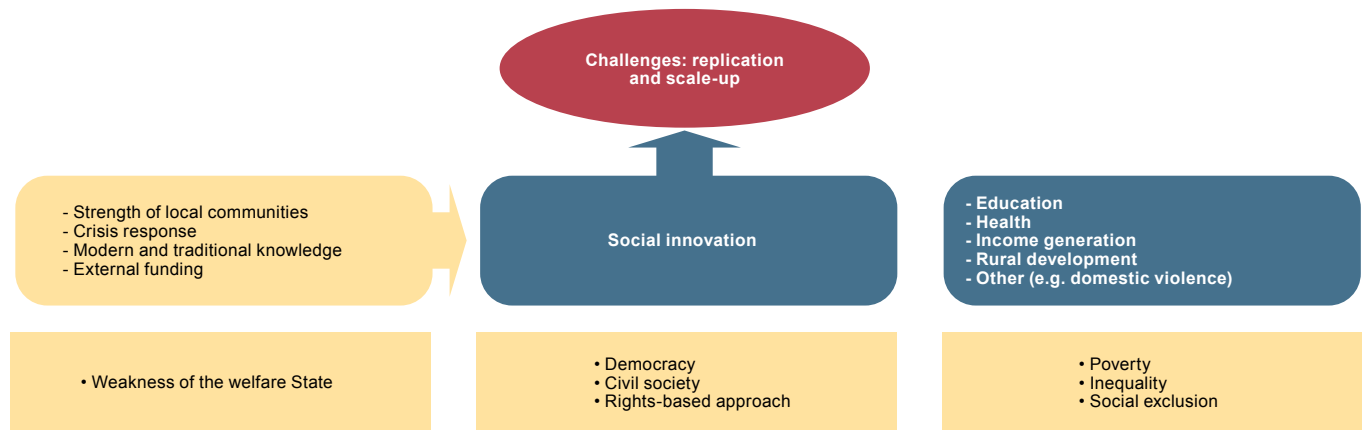 Challenges: replication
and scale-up
- Strength of local communities
- Crisis response
- Modern and traditional knowledge
- External funding
Social innovation
- Education
- Health
- Income generation
- Rural development
- Other (e.g. domestic violence)
• Weakness of the welfare State
• Democracy
• Civil society
• Rights-based approach
• Poverty
• Inequality
• Social exclusion